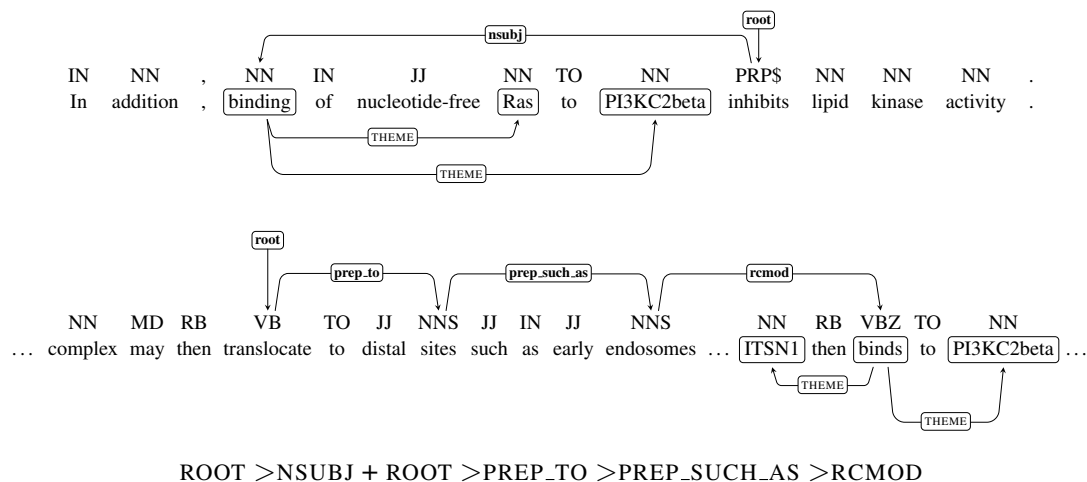 root
nsubj
IN NN , NN IN JJ NN TO NN PRP$ NN NN NN .
In addition , binding of nucleotide-free Ras to PI3KC2beta inhibits lipid kinase activity .
THEME
THEME
root
prep_to prep_such_as rcmod
NN MD RB VB TO JJ NNS JJ IN JJ NNS NN RB VBZ TO NN
... complex may then translocate to distal sites such as early endosomes ... ITSN1 then binds to PI3KC2beta ...
THEME
THEME
ROOT >NSUBJ + ROOT >PREP_TO >PREP_SUCH_AS >RCMOD